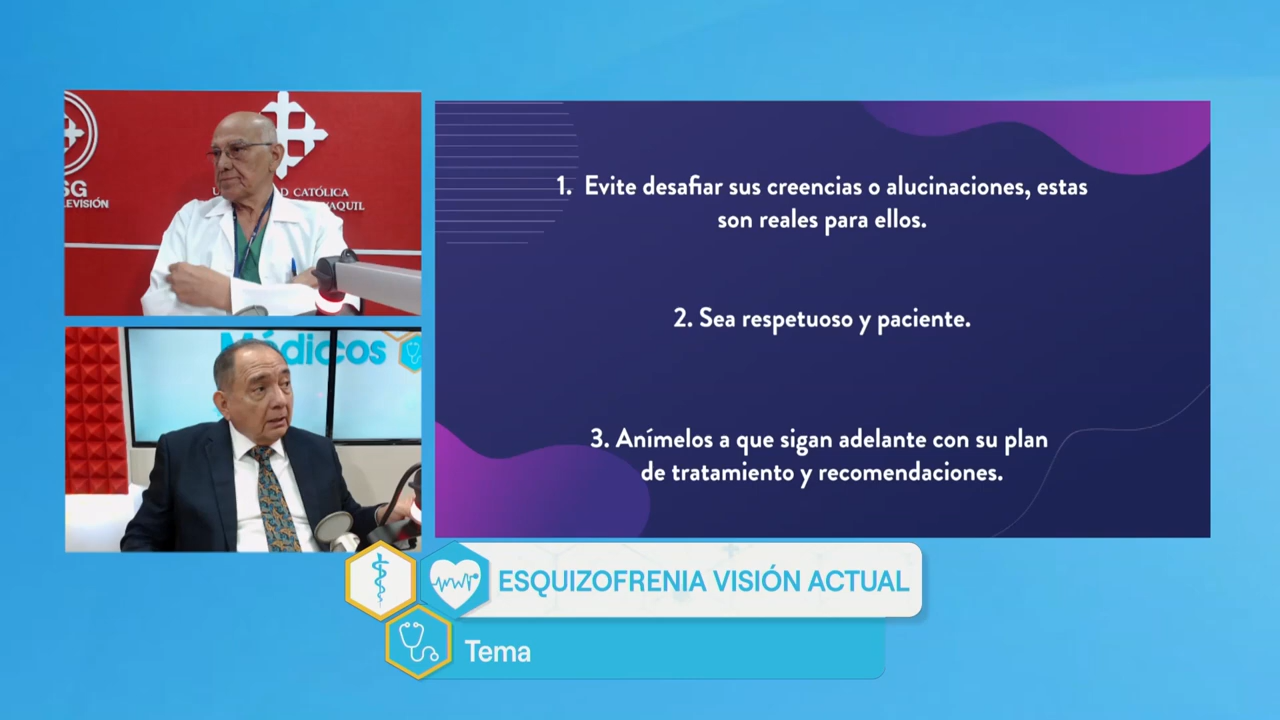 SG
LEVISIÓN
U
D CATÓLICA
AQUIL
Médicos
1. Evite desafiar sus creencias o alucinaciones, estas
son reales para ellos.
2. Sea respetuoso y paciente.
3. Anímelos a que sigan adelante con su plan
de tratamiento y recomendaciones.
ESQUIZOFRENIA VISIÓN ACTUAL
Tema